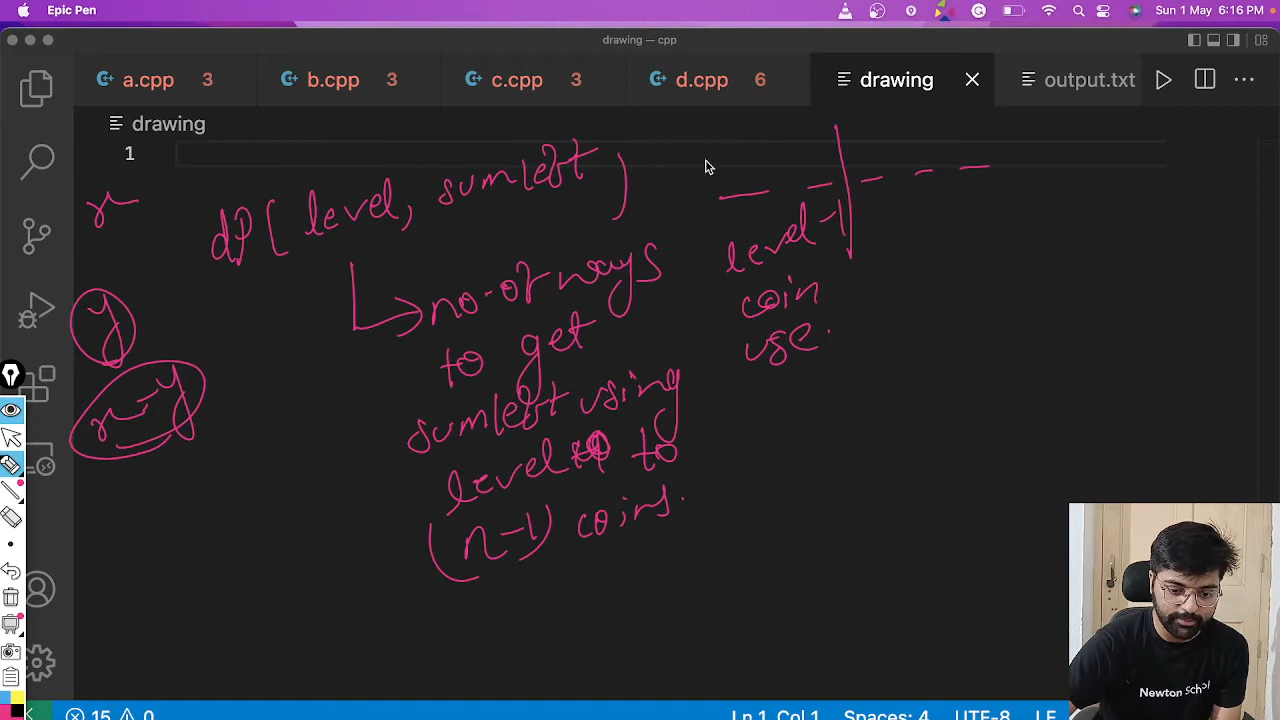 Epic Pen
Sun 1 May 6:16 PM
drawing — cpp
a.cpp 3
b.cpp 3
c.cpp 3
d.cpp 6
drawing
output.txt
drawing
1
dp(level, sumleft)
no. of ways
to get
sumleft using
level to
(n-1) coins.
level-1
coin
use.
y
x-y
Newton School
15 0
Ln 1, Col 1
Spaces: 4
UTF-8
LF